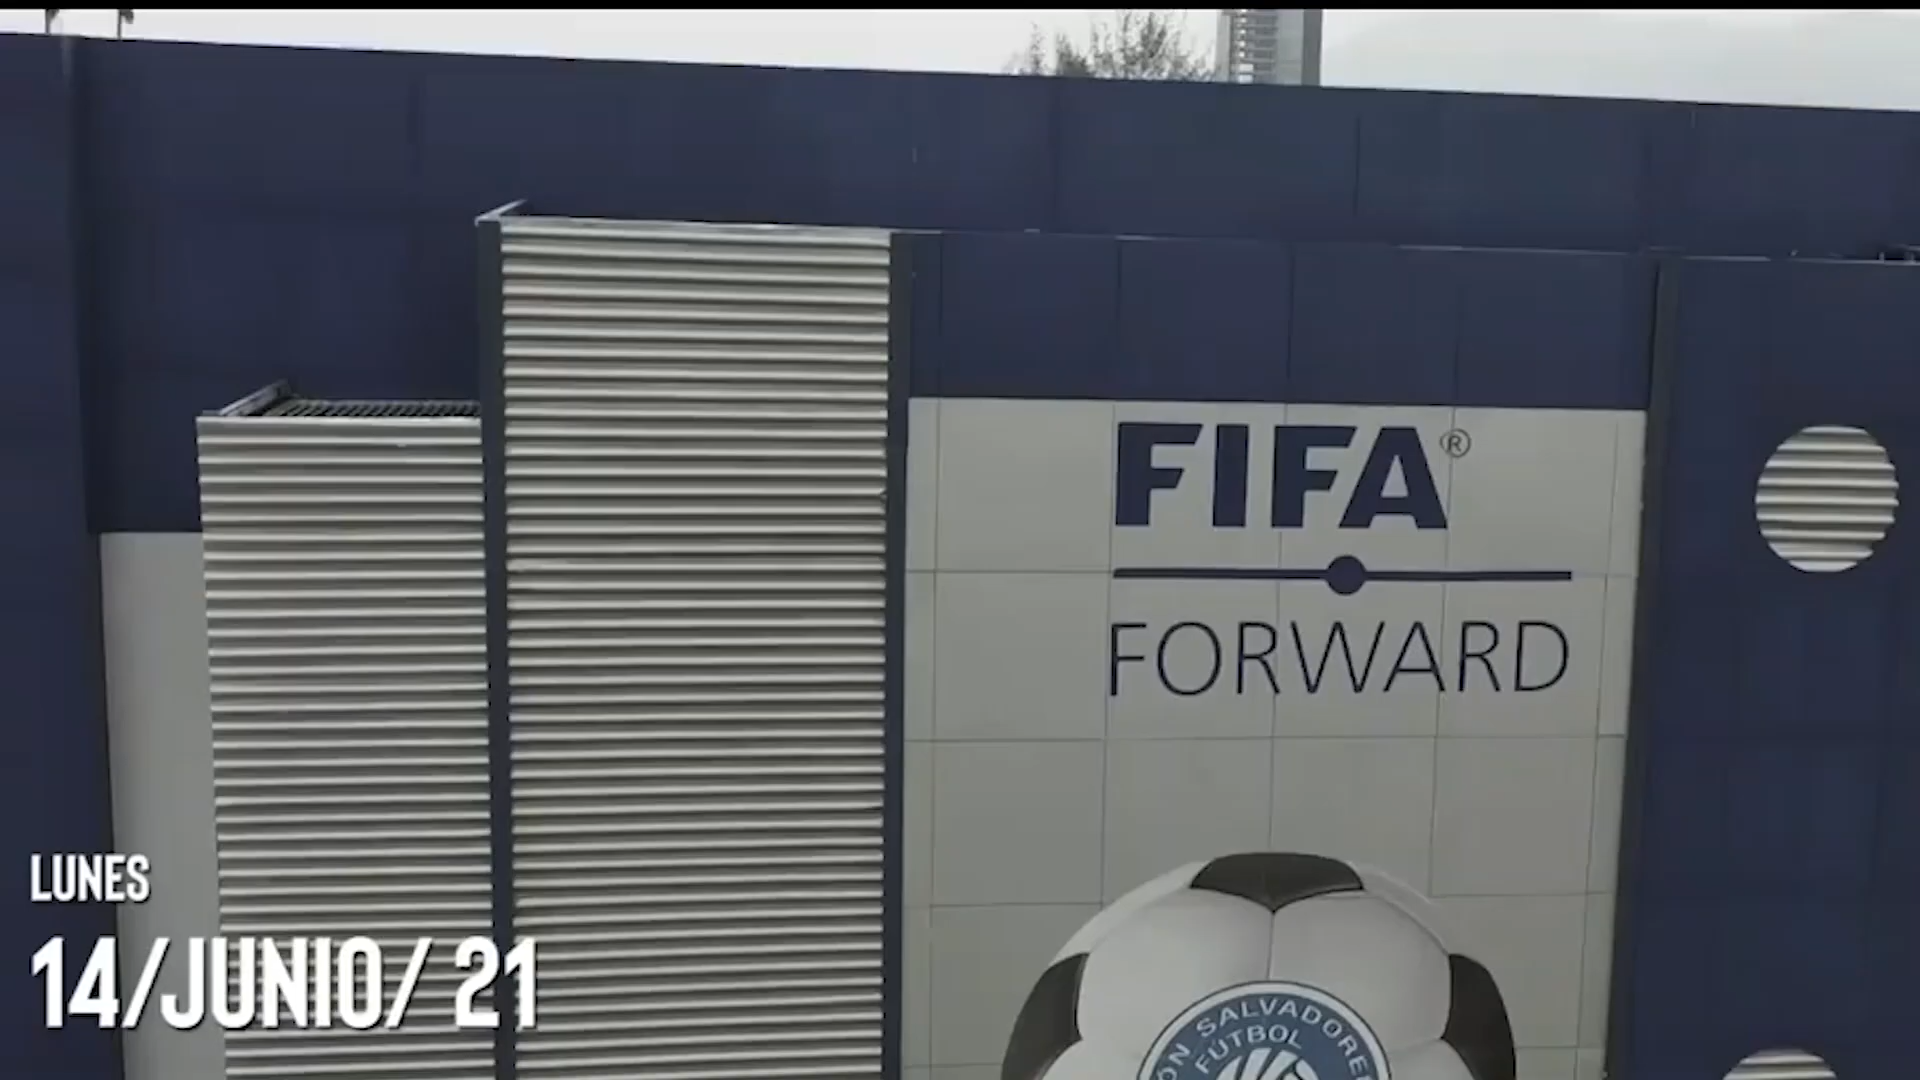 FIFA®
FORWARD
SALVADORE
FÚTBOL
LUNES
14/JUNIO/ 21